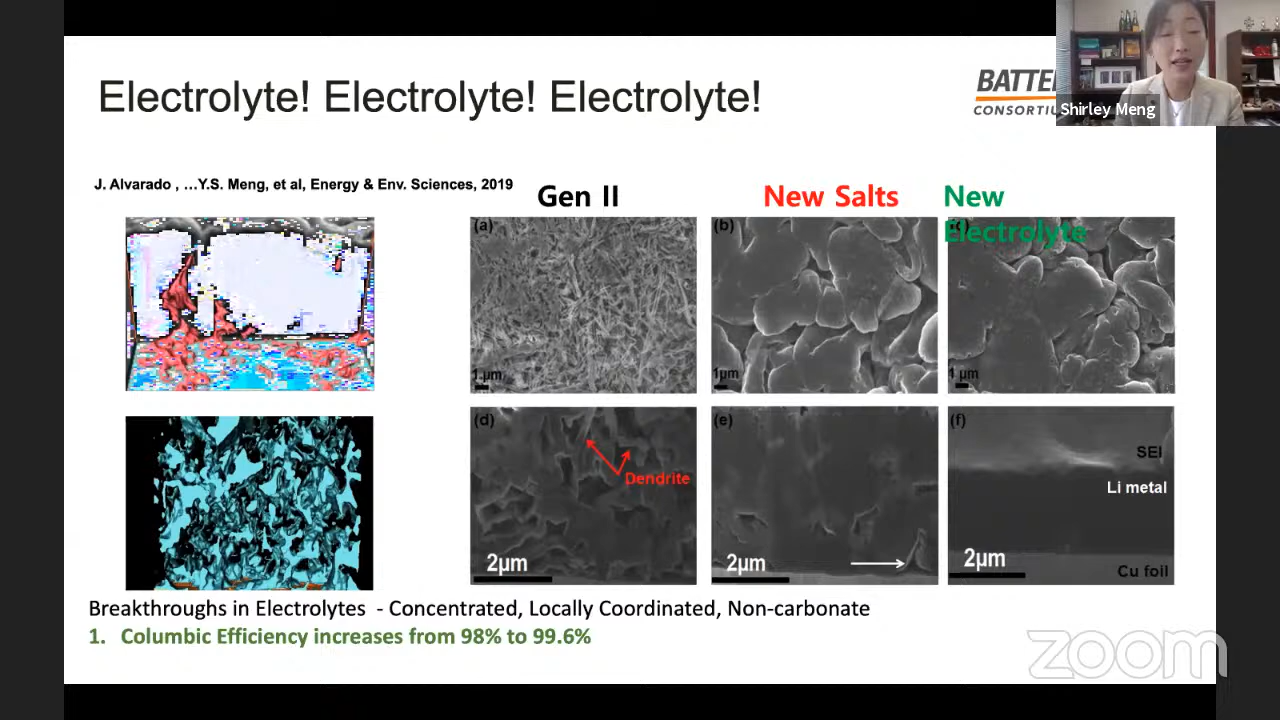 Electrolyte! Electrolyte! Electrolyte!
BATTE
CONSORTIU
Shirley Meng
J. Alvarado , ...Y.S. Meng, et al, Energy & Env. Sciences, 2019
Gen II
New Salts
New
Electrolyte
(a)
(b)
1 μm
1μm
1 μm
(d)
(e)
(f)
Dendrite
SEI
Li metal
2μm
2μm
2μm
Cu foil
Breakthroughs in Electrolytes - Concentrated, Locally Coordinated, Non-carbonate
1. Columbic Efficiency increases from 98% to 99.6%
zoom